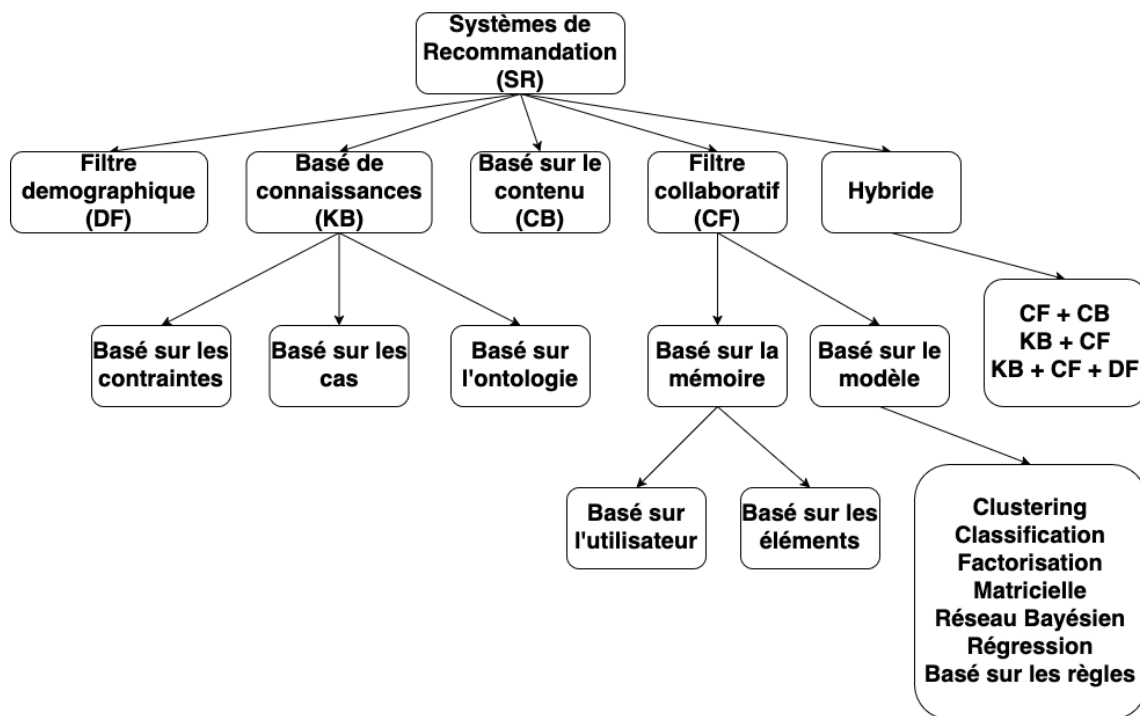 Systèmes de
Recommandation
(SR)
Filtre
demographique
(DF)
Basé de
connaissances
(KB)
Basé sur le
contenu
(CB)
Filtre
collaboratif
(CF)
Hybride
CF + CB
KB + CF
KB + CF + DF
Basé sur les
contraintes
Basé sur les
cas
Basé sur
l'ontologie
Basé sur la
mémoire
Basé sur le
modèle
Basé sur
l'utilisateur
Basé sur les
éléments
Clustering
Classification
Factorisation
Matricielle
Réseau Bayésien
Régression
Basé sur les règles